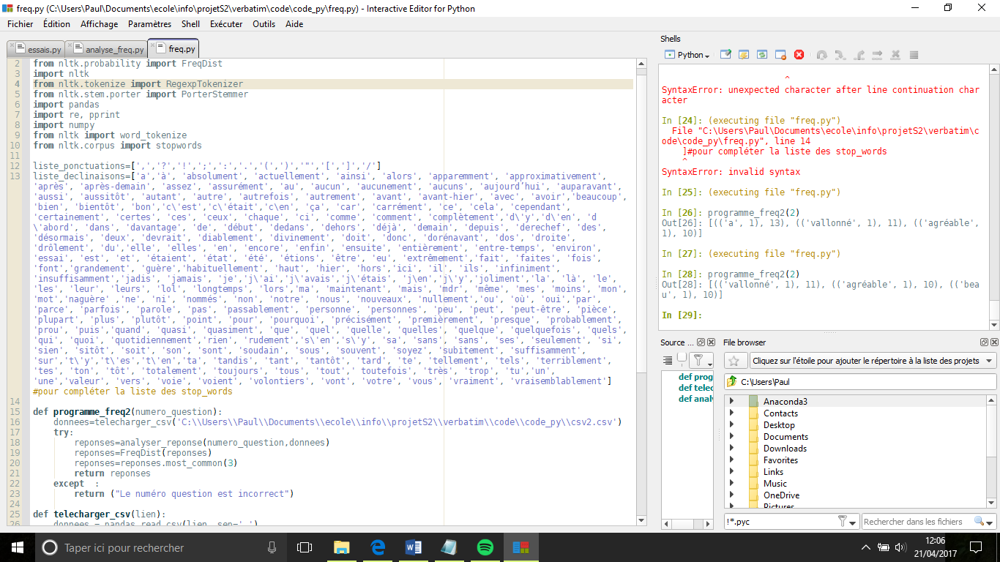 freq.py (C:\Users\Paul\Documents\ecole\info\projetS2\verbatim\code\code_py\freq.py) - Interactive Editor for Python
Fichier Édition Affichage Paramètres Shell Exécuter Outils Aide
essais.py analyse_freq.py freq.py
2 from nltk.probability import FreqDist
3 import nltk
4 from nltk.tokenize import RegexpTokenizer
5 from nltk.stem.porter import PorterStemmer
6 import pandas
7 import re, pprint
8 import numpy
9 from nltk import word_tokenize
10 from nltk.corpus import stopwords
11
12 liste_ponctuations=[',','?','!',';',':','.','(',')','"','[',']','/']
13 liste_declinaisons=['a','à', 'absolument', 'actuellement', 'ainsi', 'alors', 'apparemment', 'approximativement',
'après', 'après-demain', 'assez', 'assurément', 'au', 'aucun', 'aucunement', 'aucuns', 'aujourd'hui', 'auparavant',
'aussi', 'aussitôt', 'autant', 'autre', 'autrefois', 'autrement', 'avant', 'avant-hier', 'avec', 'avoir','beaucoup',
'bien', 'bientôt', 'bon','c\'est','c\'était','c\en', 'ça', 'car', 'carrément', 'ce', 'cela', 'cependant',
'certainement', 'certes', 'ces', 'ceux', 'chaque', 'ci', 'comme', 'comment', 'complètement','d\'y','d\'en', 'd
\'abord', 'dans', 'davantage', 'de', 'début', 'dedans', 'dehors', 'déjà', 'demain', 'depuis', 'derechef', 'des',
'désormais', 'deux', 'devrait', 'diablement', 'divinement', 'doit', 'donc', 'dorénavant', 'dos', 'droite',
'drôlement', 'du','elle', 'elles', 'en', 'encore', 'enfin', 'ensuite', 'entièrement', 'entre-temps', 'environ',
'essai', 'est', 'et', 'étaient', 'état', 'été', 'étions', 'être', 'eu', 'extrêmement','fait', 'faites', 'fois',
'font','grandement', 'guère','habituellement', 'haut', 'hier', 'hors','ici', 'il', 'ils', 'infiniment',
'insuffisamment','jadis', 'jamais', 'je','j\'ai','j\'avais','j\'étais', 'j\en','j\'y','joliment','la', 'là', 'le',
'les', 'leur', 'leurs', 'lol', 'longtemps', 'lors','ma', 'maintenant', 'mais', 'mdr', 'même', 'mes', 'moins', 'mon',
'mot','naguère' ,'ne', 'ni', 'nommés', 'non', 'notre', 'nous', 'nouveaux', 'nullement','ou', 'où', 'oui','par',
'parce', 'parfois', 'parole', 'pas', 'passablement', 'personne', 'personnes', 'peu', 'peut', 'peut-être', 'pièce',
'plupart', 'plus', 'plutôt', 'point', 'pour', 'pourquoi', 'précisément', 'premièrement', 'presque', 'probablement',
'prou', 'puis','quand', 'quasi', 'quasiment', 'que', 'quel', 'quelle', 'quelles', 'quelque', 'quelquefois', 'quels',
'qui', 'quoi', 'quotidiennement','rien', 'rudement','s\'en','s\'y', 'sa', 'sans', 'sans', 'ses', 'seulement', 'si',
'sien', 'sitôt', 'soit', 'son', 'sont', 'soudain', 'sous', 'souvent', 'soyez', 'subitement', 'suffisamment',
'sur','t\'y','t\'es','t\'en','ta', 'tandis', 'tant', 'tantôt', 'tard', 'te', 'tellement', 'tels', 'terriblement',
'tes', 'ton', 'tôt', 'totalement', 'toujours', 'tous', 'tout',' toutefois', 'très', 'trop', 'tu','un',
'une','valeur', 'vers', 'voie', 'voient', 'volontiers', 'vont', 'votre', 'vous', 'vraiment', 'vraisemblablement']
#pour compléter la liste des stop_words
14
15 def programme_freq2(numero_question):
16 donnees=telecharger_csv('C:\\Users\\Paul\\Documents\\ecole\\info\\projetS2\\verbatim\\code\\code_py\\csv2.csv')
17 try:
18 reponses=analyser_reponse(numero_question,donnees)
19 reponses=FreqDist(reponses)
20 reponses=reponses.most_common(3)
21 return reponses
22 except :
23 return ("Le numéro question est incorrect")
24
25 def telecharger_csv(lien):
26 donnees = pandas.read_csv(lien, sep=' ')
Shells
Python
^
SyntaxError: unexpected character after line continuation char
acter
In [24]: (executing file "freq.py")
File "C:\Users\Paul\Documents\ecole\info\projetS2\verbatim\c
ode\code_py\freq.py", line 14
]#pour compléter la liste des stop_words
^
SyntaxError: invalid syntax
In [25]: (executing file "freq.py")
In [26]: programme_freq2(2)
Out[26]: [(('a', 1), 13), (('vallonné', 1), 11), (('agréable',
1), 10)]
In [27]: (executing file "freq.py")
In [28]: programme_freq2(2)
Out[28]: [(('vallonné', 1), 11), (('agréable', 1), 10), (('bea
u', 1), 10)]
In [29]:
Source ...
def prog
def telec
def analy
File browser
Cliquez sur l'étoile pour ajouter le répertoire à la liste des projets
C:\Users\Paul
Anaconda3
Contacts
Desktop
Documents
Downloads
Favorites
Links
Music
OneDrive
Pictures
!*.pyc
Rechercher dans les fichiers
Taper ici pour rechercher
12:06
21/04/2017